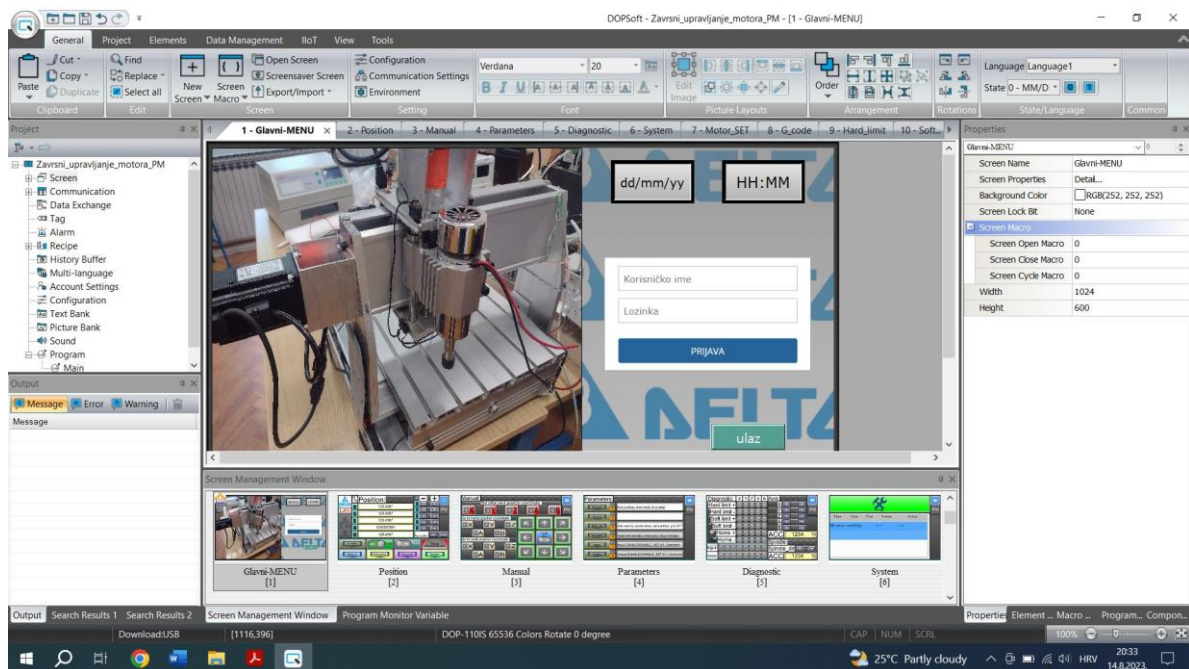 DOPSoft - Zavrsni_upravljanje_motora_PM - [1 - Glavni-MENU]
General Project Elements Data Management IIoT View Tools
Paste
Cut
Copy
Duplicate
Clipboard
Find
Replace
Select all
Edit
New Screen
Screen Macro
Open Screen
Screensaver Screen
Export/Import
Screen
Configuration
Communication Settings
Environment
Setting
Verdana 20
B I U
Font
Edit Image
Picture Layouts
Order
Arrangement
Rotations
Language Language1
State 0 - MM/D
State/Language
Common
Project
1 - Glavni-MENU 2 - Position 3 - Manual 4 - Parameters 5 - Diagnostic 6 - System 7 - Motor_SET 8 - G_code 9 - Hard_limit 10 - Soft...
Zavrsni_upravljanje_motora_PM
Screen
Communication
Data Exchange
Tag
Alarm
Recipe
History Buffer
Multi-language
Account Settings
Configuration
Text Bank
Picture Bank
Sound
Program
Main
Output
Message Error Warning
Message
dd/mm/yy HH:MM
Korisničko ime
Lozinka
PRIJAVA
DELTA
ulaz
Properties
Glavni-MENU 0
Screen Name Glavni-MENU
Screen Properties Detail...
Background Color RGB(252, 252, 252)
Screen Lock Bit None
Screen Macro
Screen Open Macro 0
Screen Close Macro 0
Screen Cycle Macro 0
Width 1024
Height 600
Screen Management Window
Glavni-MENU
[1]
Position
[2]
Manual
[3]
Parameters
[4]
Diagnostic
[5]
System
[6]
Output Search Results 1 Search Results 2 Screen Management Window Program Monitor Variable
Properties Element ... Macro ... Program... Compon...
Download:USB [1116,396] DOP-110IS 65536 Colors Rotate 0 degree CAP NUM SCRL 100%
25°C Partly cloudy HRV 20:33
14.8.2023.